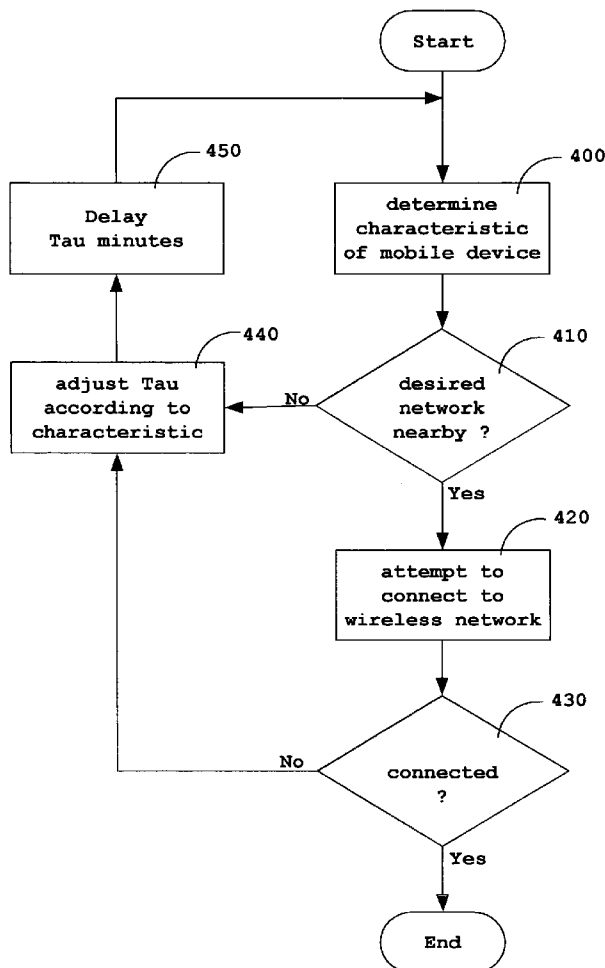 Start
450
400
Delay
Tau minutes
determine
characteristic
of mobile device
440
410
adjust Tau
according to
characteristic
No
desired
network
nearby ?
Yes
420
attempt to
connect to
wireless network
430
No
connected
?
Yes
End